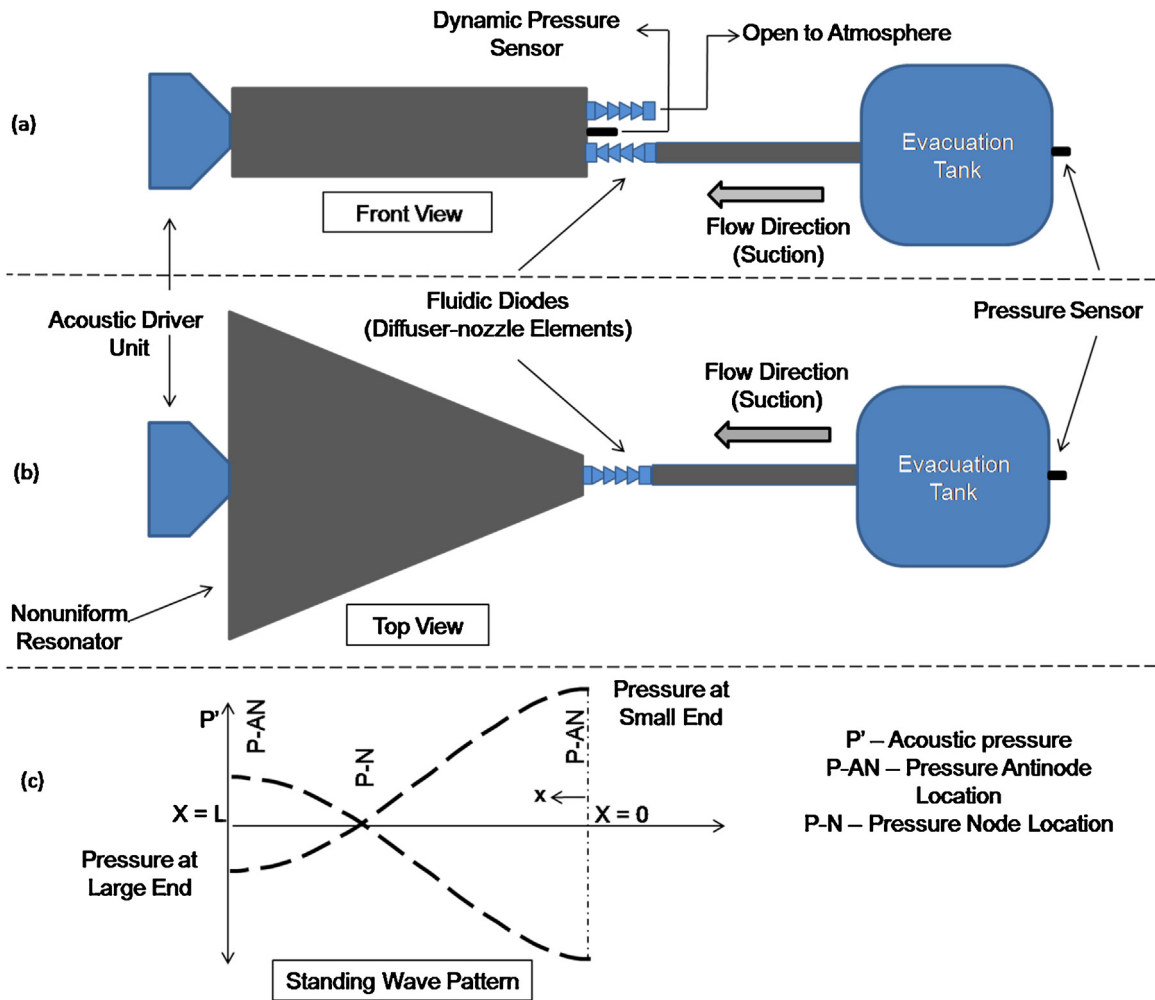 Dynamic Pressure
Sensor
Open to Atmosphere
(a)
Evacuation
Tank
Front View
Flow Direction
(Suction)
Acoustic Driver
Unit
Fluidic Diodes
(Diffuser-nozzle Elements)
Pressure Sensor
Flow Direction
(Suction)
(b)
Evacuation
Tank
Nonuniform
Resonator
Top View
P'
P-AN
P-N
P-AN
Pressure at
Small End
(c)
X = L
x
X = 0
Pressure at
Large End
Standing Wave Pattern
P' – Acoustic pressure
P-AN – Pressure Antinode
Location
P-N – Pressure Node Location